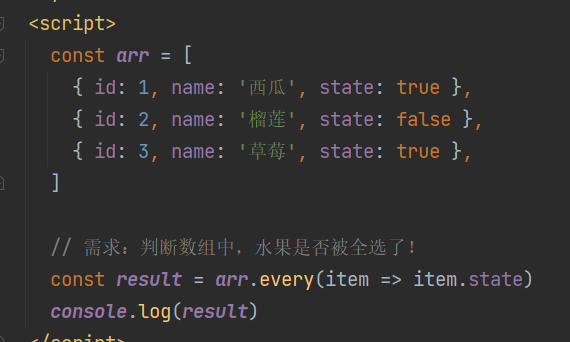 <script>
const arr = [
{ id: 1, name: '西瓜', state: true },
{ id: 2, name: '榴莲', state: false },
{ id: 3, name: '草莓', state: true },
]
// 需求：判断数组中，水果是否被全选了！
const result = arr.every(item => item.state)
console.log(result)
</script>